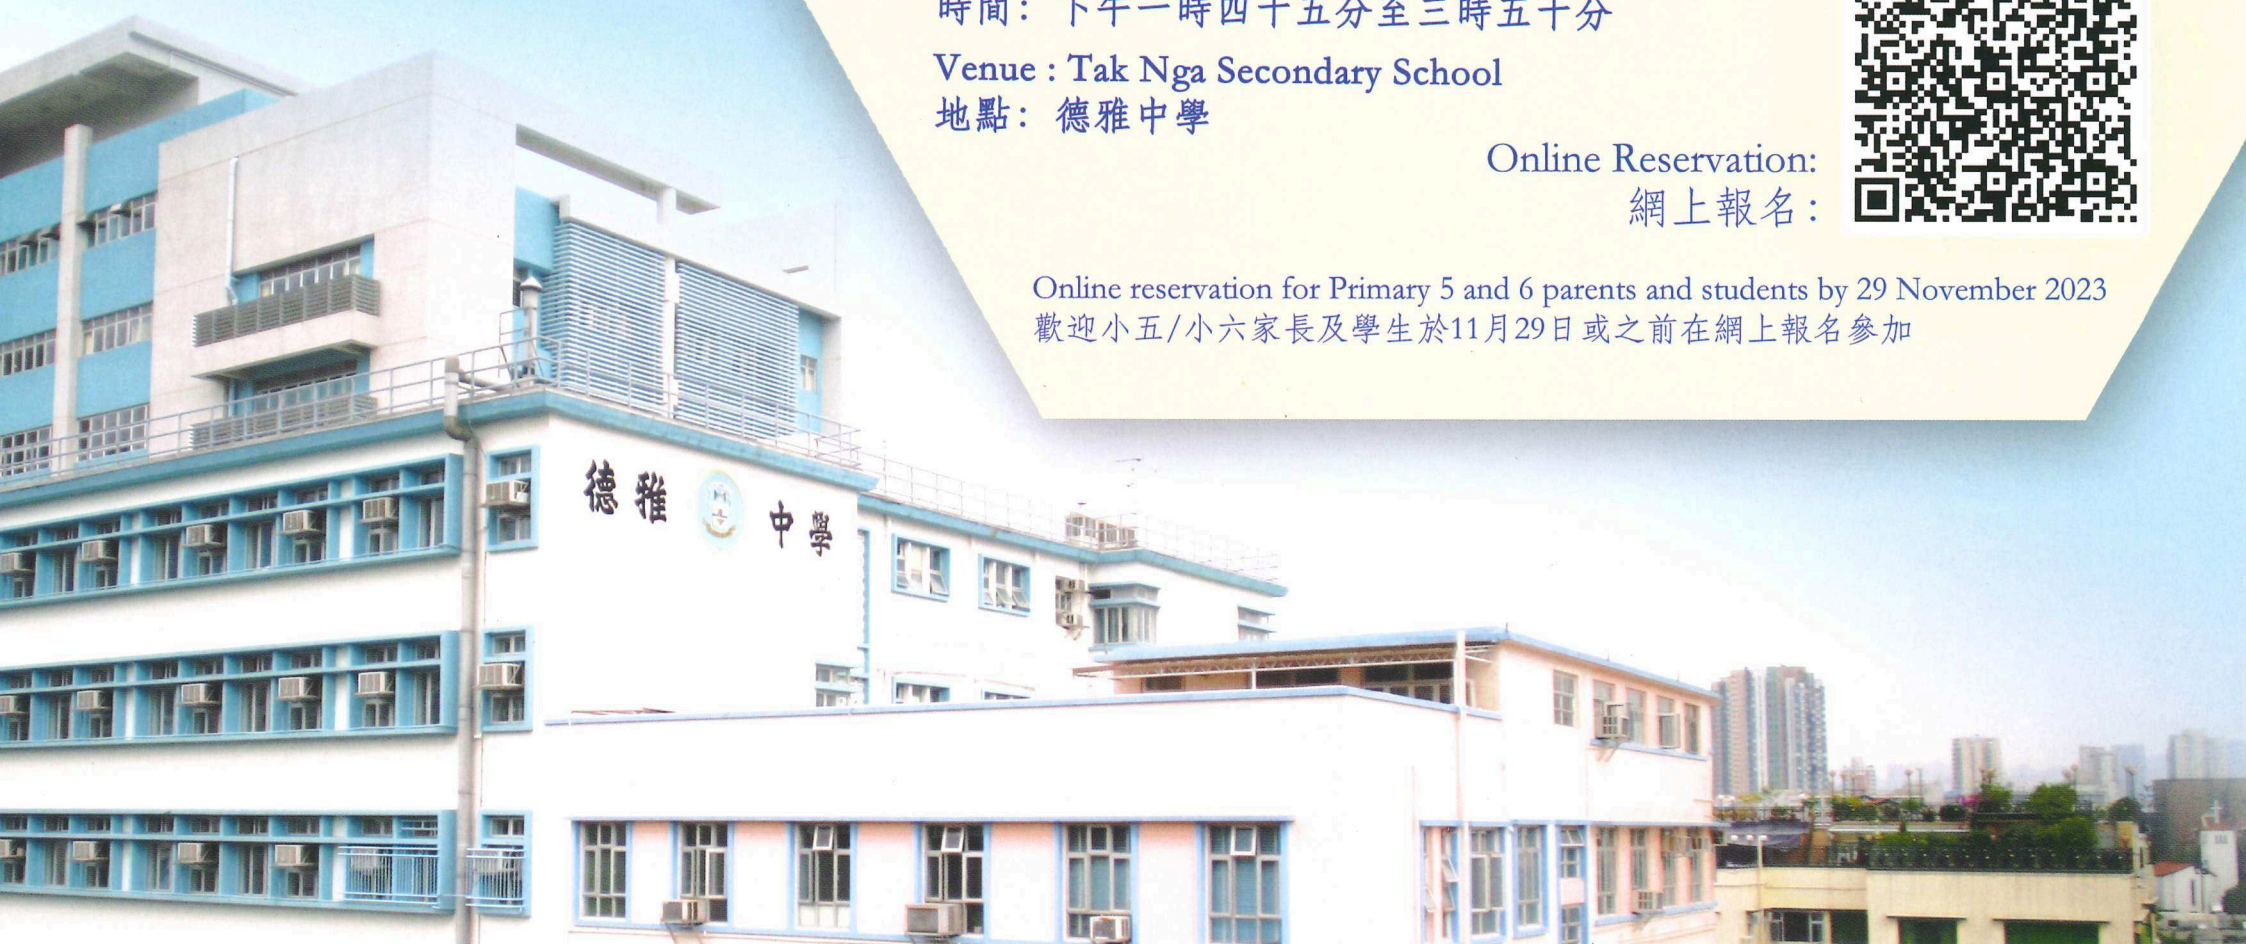 時間：下午一時四十五分至三時五十分
Venue : Tak Nga Secondary School
地點：德雅中學
Online Reservation:
網上報名：
Online reservation for Primary 5 and 6 parents and students by 29 November 2023
歡迎小五/小六家長及學生於11月29日或之前在網上報名參加
德雅中學